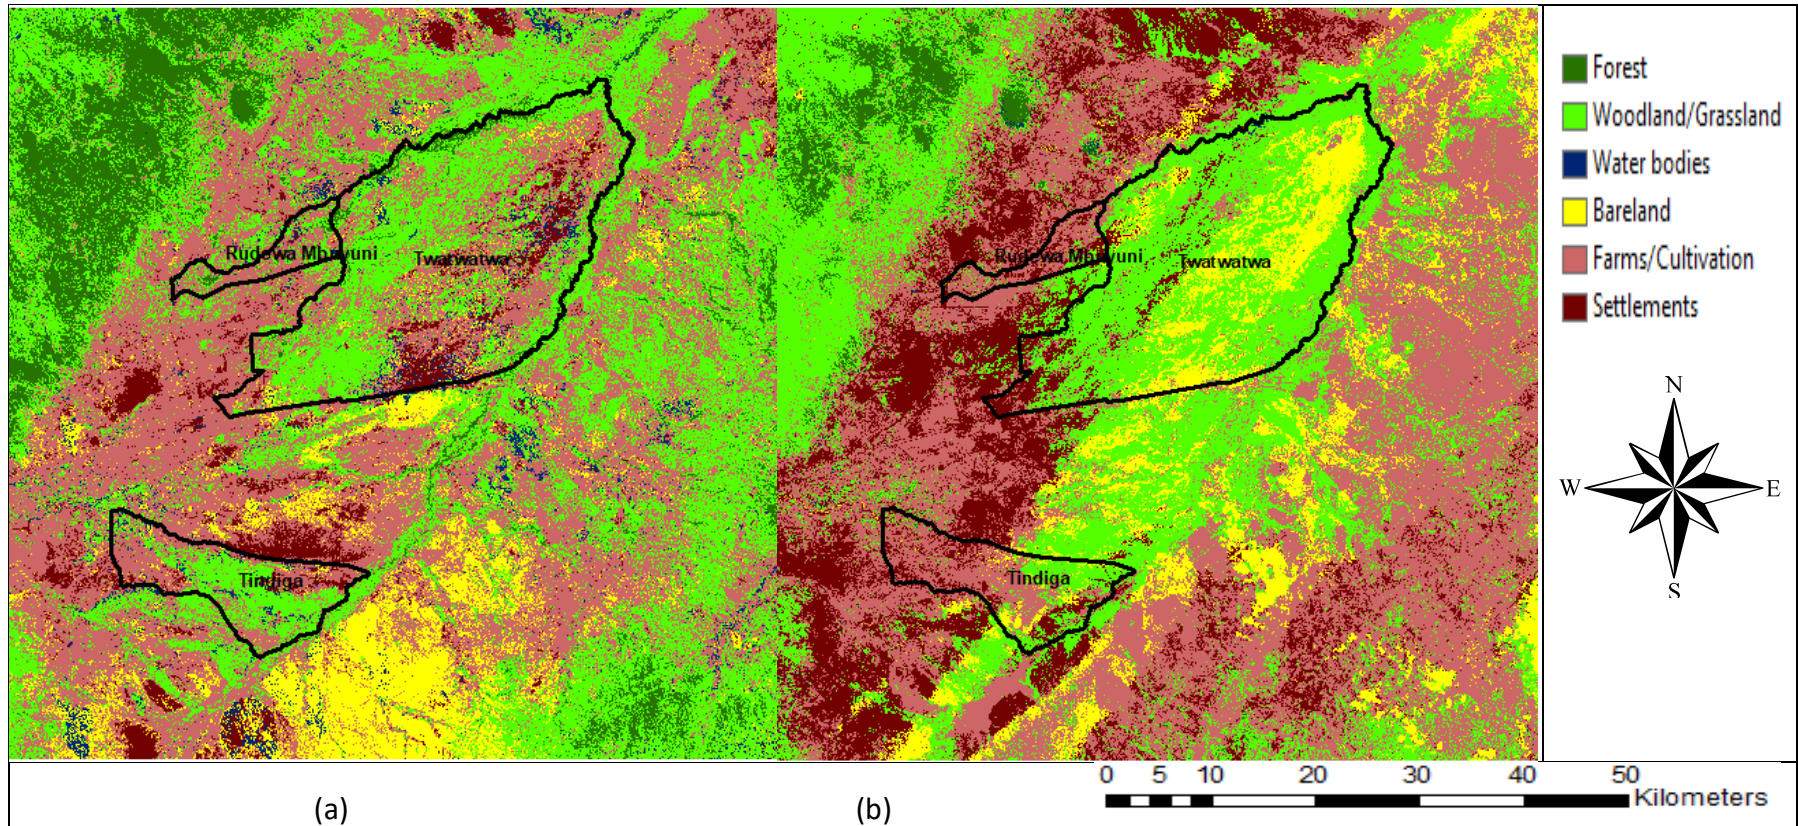 Rudewa Mbuyuni
Twatwatwa
Tindiga
Rudewa Mbuyuni
Twatwatwa
Tindiga
Forest
Woodland/Grassland
Water bodies
Bareland
Farms/Cultivation
Settlements
N
W E
S
0 5 10 20 30 40 50
Kilometers
(a) (b)